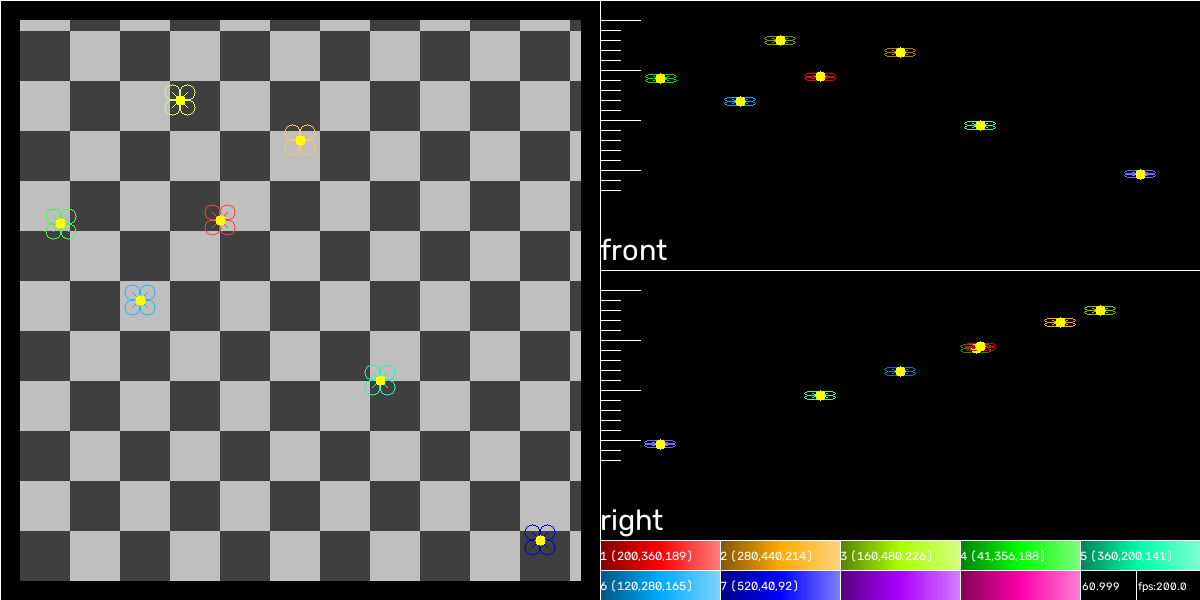 front
right
1 (200,360,189) 2 (280,440,214) 3 (160,480,226) 4 (41,356,188) 5 (360,200,141)
6 (120,280,165) 7 (520,40,92) 60.999 fps:200.0